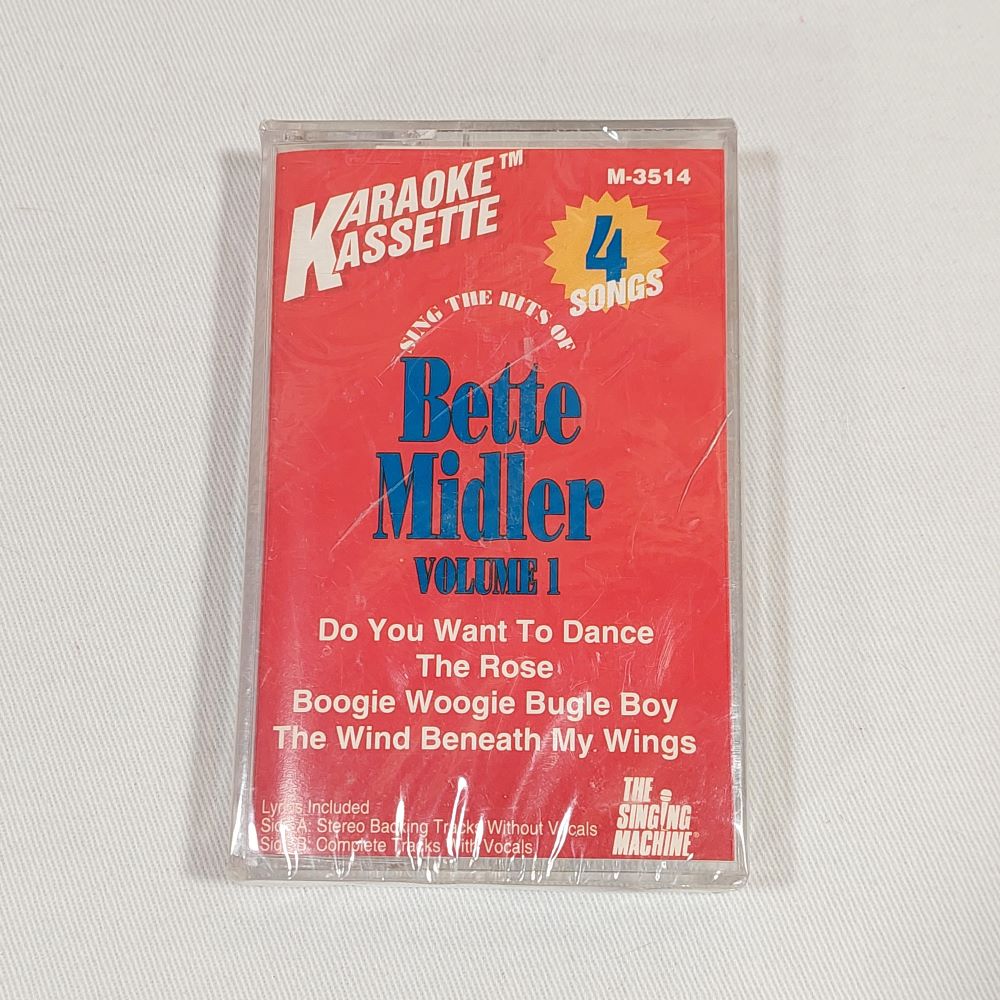 KARAOKE™
KASSETTE
M-3514
4
SONGS
SING THE HITS OF
Bette
Midler
VOLUME 1
Do You Want To Dance
The Rose
Boogie Woogie Bugle Boy
The Wind Beneath My Wings
Lyrics Included
Side A: Stereo Backing Tracks Without Vocals
Side B: Complete Tracks With Vocals
THE
SINGING
MACHINE®